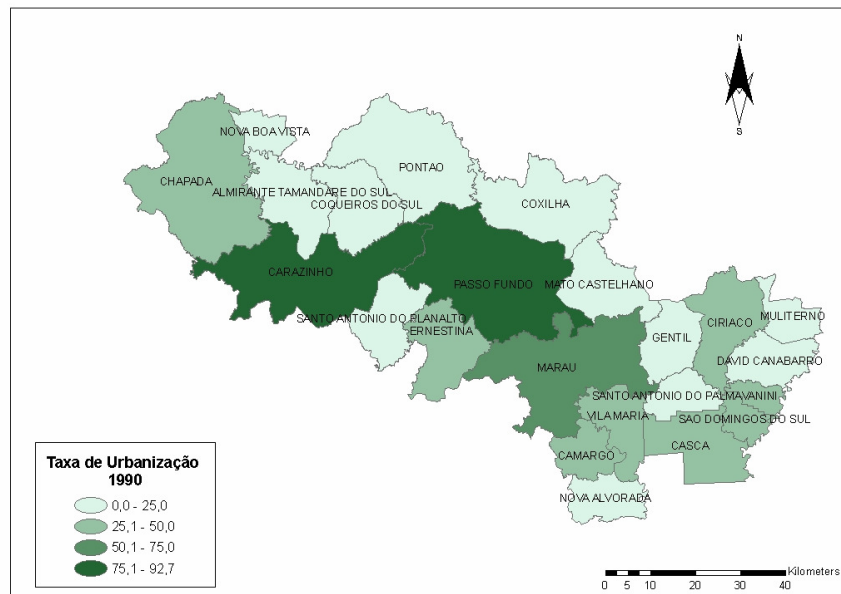 N
S
NOVA BOA VISTA
CHAPADA
PONTAO
ALMIRANTE TAMANDARE DO SUL
COQUEIROS DO SUL
COXILHA
CARAZINHO
PASSO FUNDO
MATO CASTELHANO
SANTO ANTONIO DO PLANALTO
ERNESTINA
MULITERNO
CIRIACO
GENTIL
DAVID CANABARRO
MARAU
SANTO ANTONIO DO PALMA
VANINI
VILA MARIA
SAO DOMINGOS DO SUL
CASCA
CAMARGO
NOVA ALVORADA
Taxa de Urbanização
1990
0,0 - 25,0
25,1 - 50,0
50,1 - 75,0
75,1 - 92,7
Kilometers
0 5 10 20 30 40